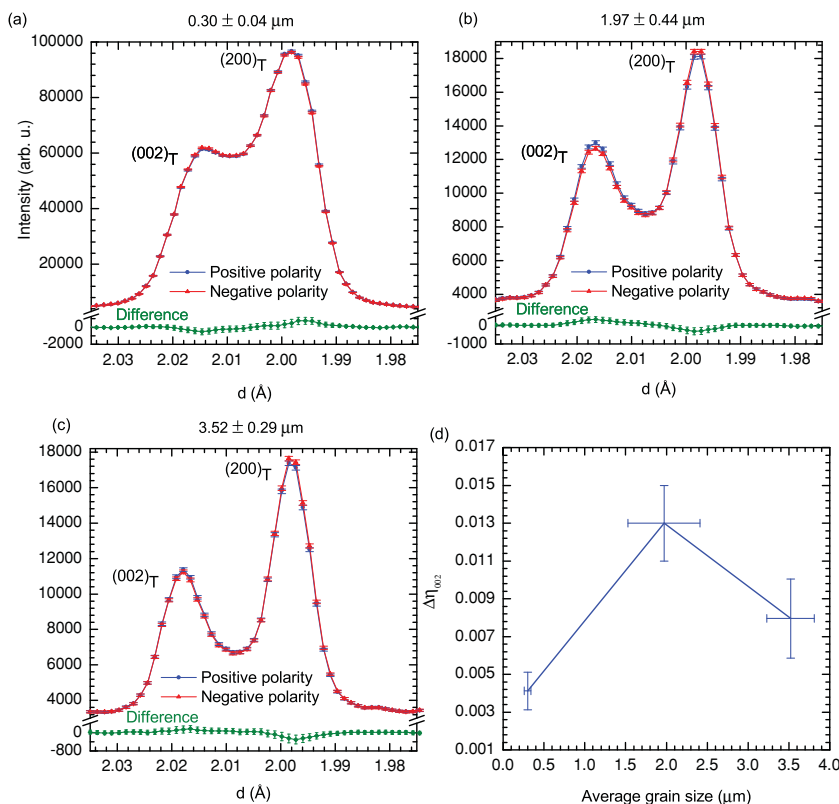 (a)
0.30 ± 0.04 μm
100000
80000
60000
40000
20000
0
-2000
Intensity (arb. u.)
(200)T
(002)T
Positive polarity
Negative polarity
Difference
2.03 2.02 2.01 2.00 1.99 1.98
d (Å)
(b)
1.97 ± 0.44 μm
18000
16000
14000
12000
10000
8000
6000
4000
0
-1000
(200)T
(002)T
Positive polarity
Negative polarity
Difference
2.03 2.02 2.01 2.00 1.99 1.98
d (Å)
(c)
3.52 ± 0.29 μm
18000
16000
14000
12000
10000
8000
6000
4000
0
-800
(200)T
(002)T
Positive polarity
Negative polarity
Difference
2.03 2.02 2.01 2.00 1.99 1.98
d (Å)
(d)
0.017
0.015
0.013
0.011
0.009
0.007
0.005
0.003
0.001
Δη002
0.0 0.5 1.0 1.5 2.0 2.5 3.0 3.5 4.0
Average grain size (μm)